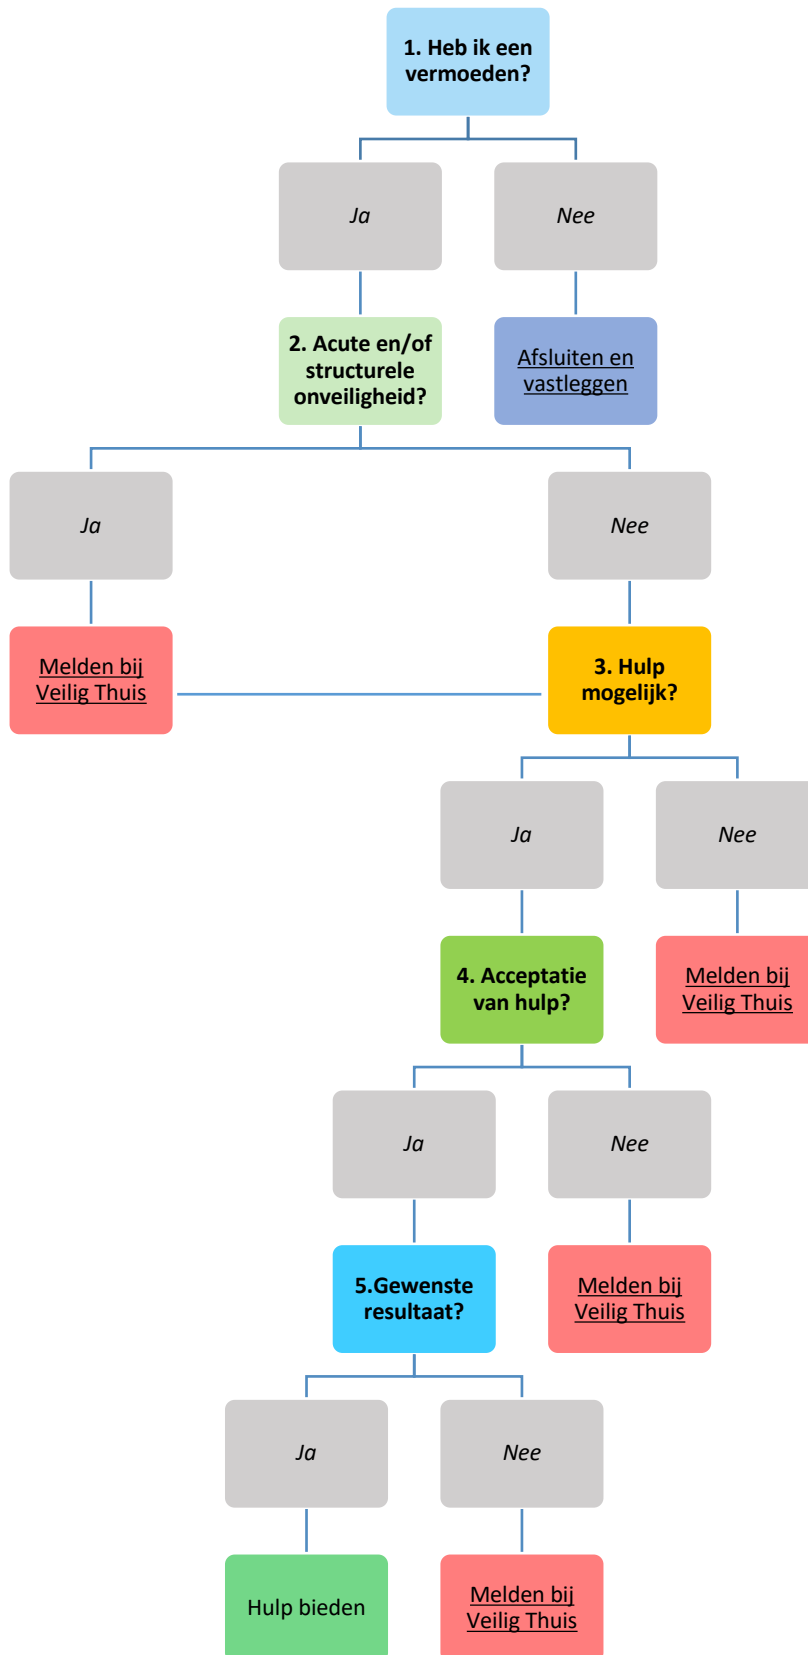 1. Heb ik een
vermoeden?
Ja
Nee
2. Acute en/of
structurele
onveiligheid?
Afsluiten en
vastleggen
Ja
Nee
Melden bij
Veilig Thuis
3. Hulp
mogelijk?
Ja
Nee
4. Acceptatie
van hulp?
Melden bij
Veilig Thuis
Ja
Nee
5.Gewenste
resultaat?
Melden bij
Veilig Thuis
Ja
Nee
Hulp bieden
Melden bij
Veilig Thuis